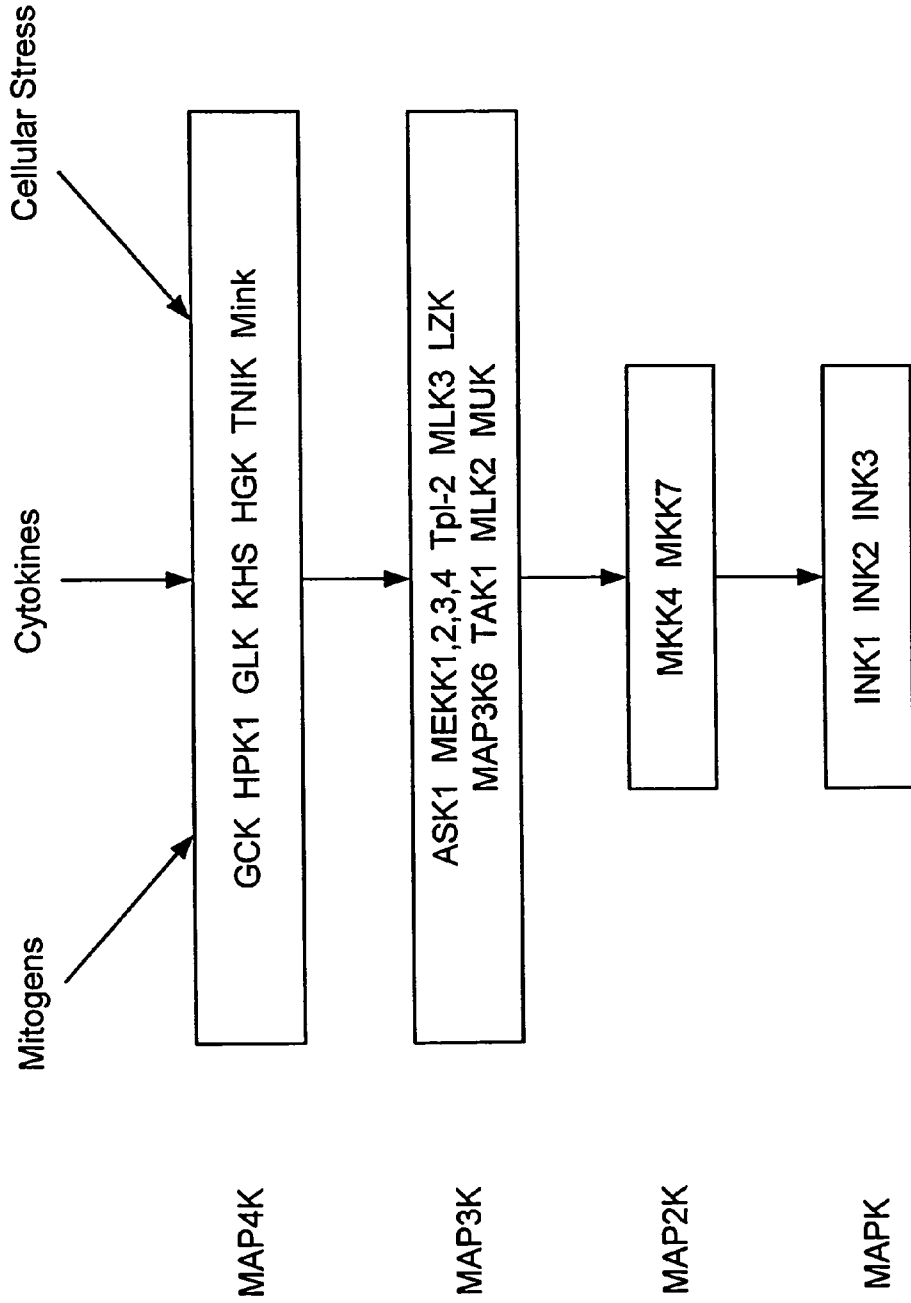 Mitogens
Cytokines
Cellular Stress
MAP4K
GCK HPK1 GLK KHS HGK TNIK Mink
MAP3K
ASK1 MEKK1,2,3,4 Tpl-2 MLK3 LZK
MAP3K6 TAK1 MLK2 MUK
MAP2K
MKK4 MKK7
MAPK
INK1 INK2 INK3